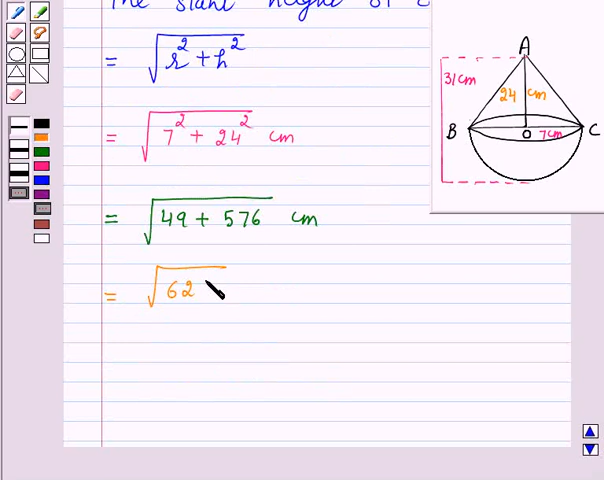 The slant height of
= √r² + h²
= √7² + 24² cm
= √49 + 576 cm
= √62
A
31cm
24 cm
B
O
7cm
C